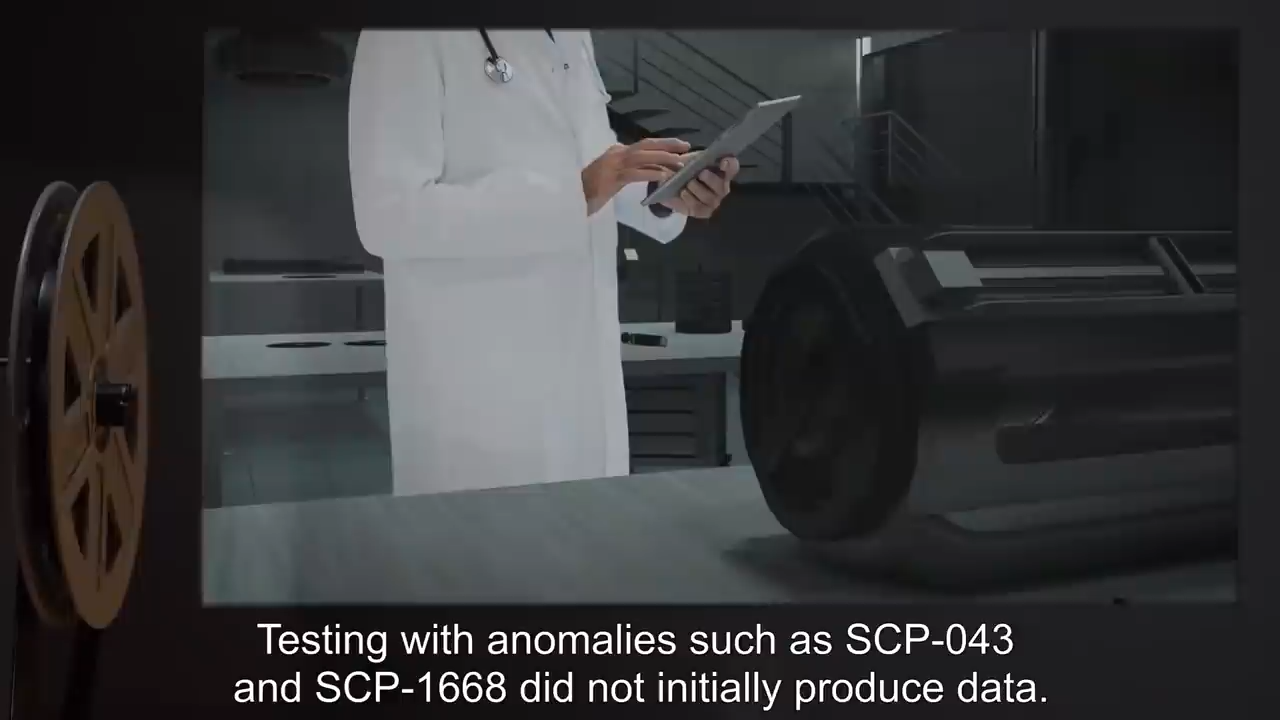 Testing with anomalies such as SCP-043
and SCP-1668 did not initially produce data.